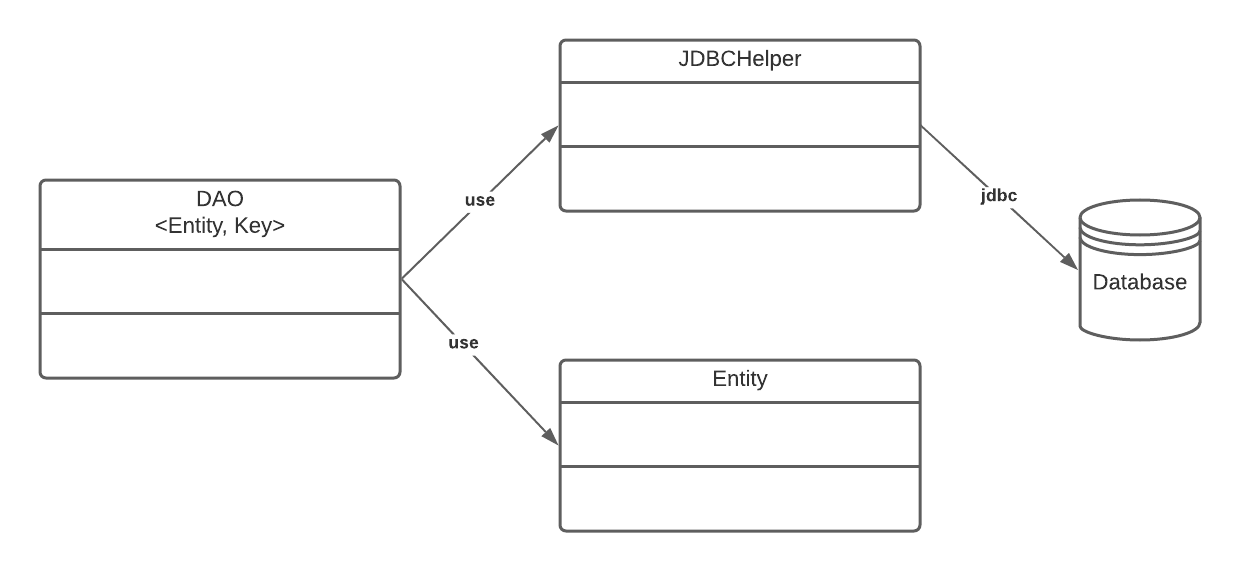 JDBCHelper
DAO
<Entity, Key>
use
jdbc
Database
use
Entity